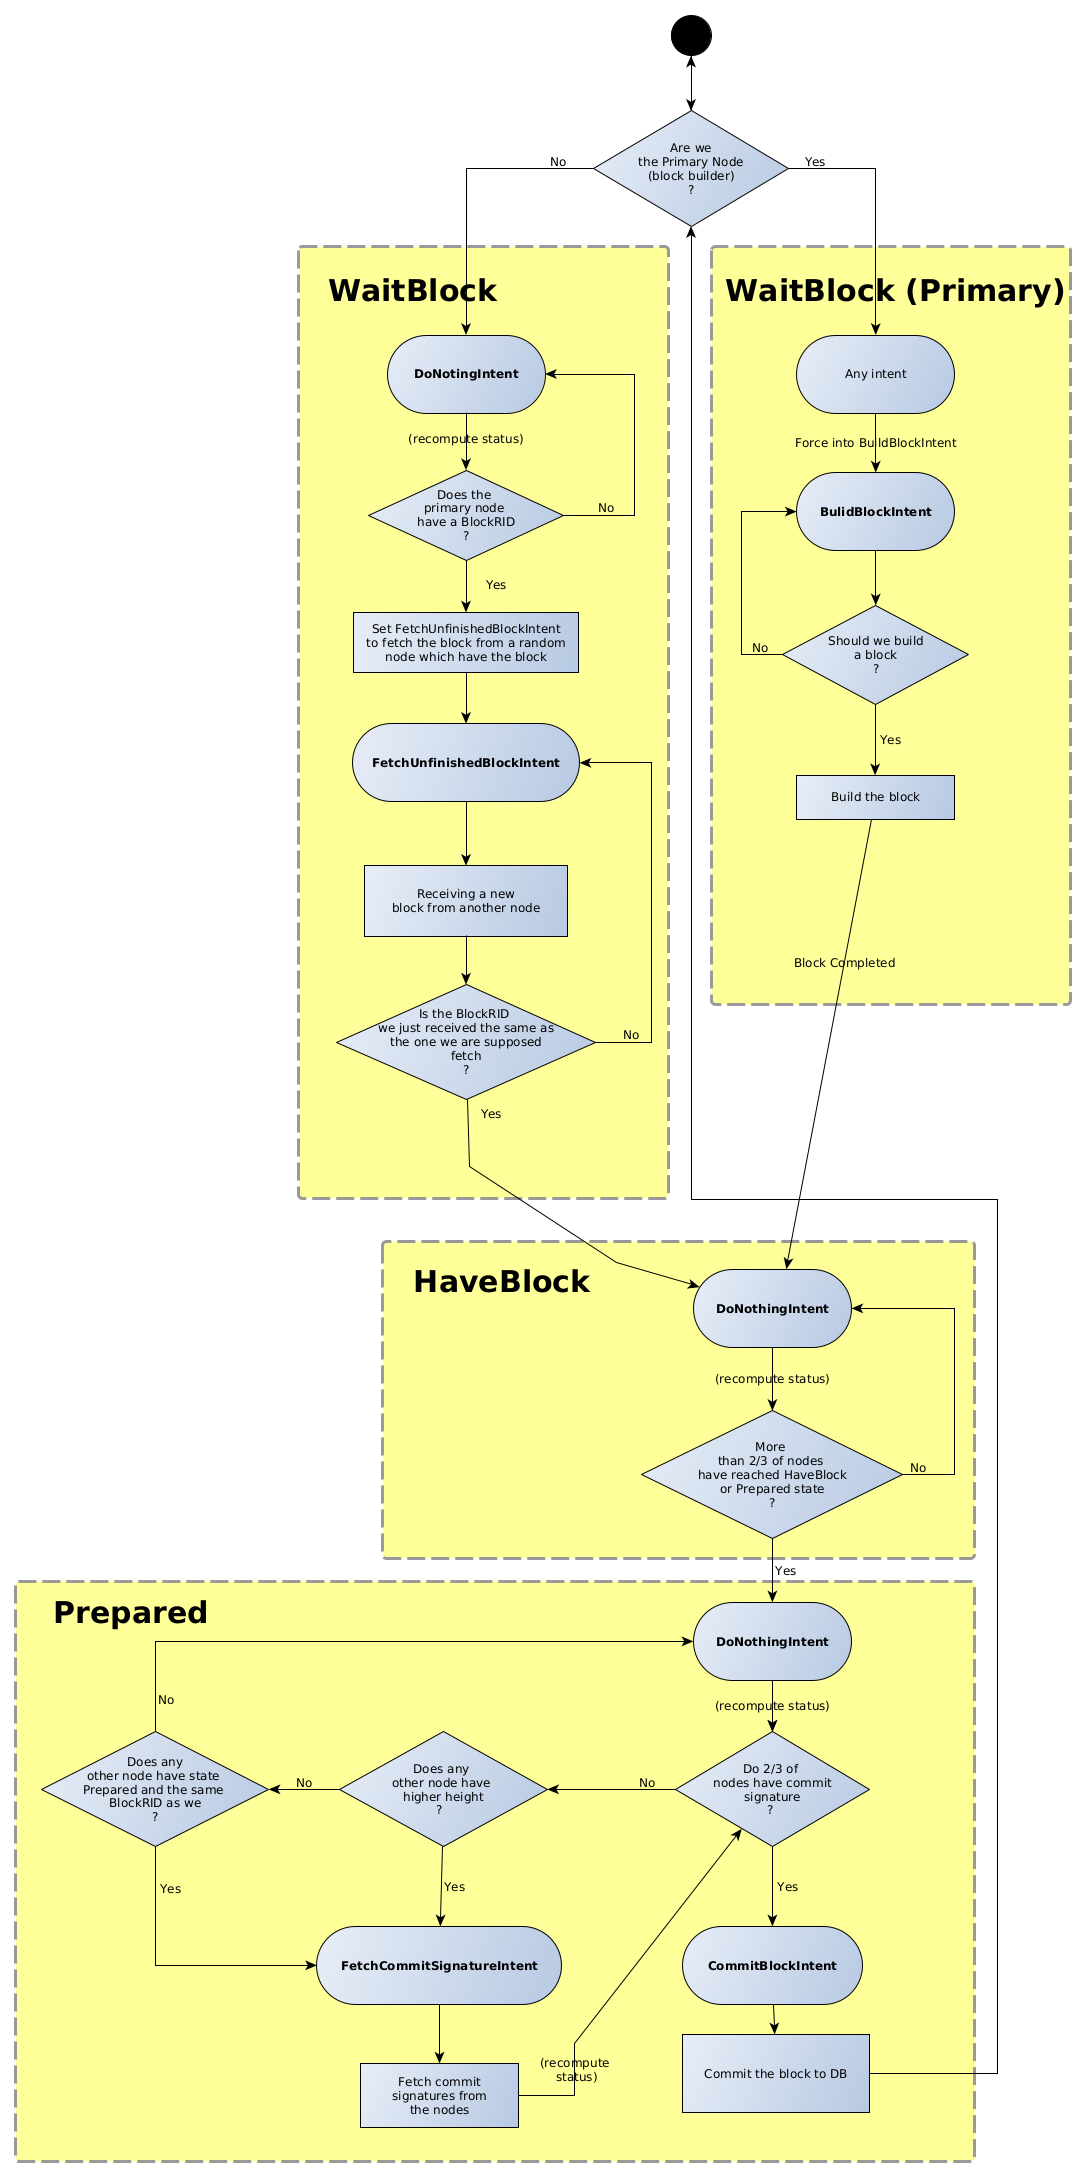 Are we
the Primary Node
(block builder)
?
No
Yes
WaitBlock
DoNotingIntent
(recompute status)
Does the
primary node
have a BlockRID
?
No
Yes
Set FetchUnfinishedBlockIntent
to fetch the block from a random
node which have the block
FetchUnfinishedBlockIntent
Receiving a new
block from another node
Is the BlockRID
we just received the same as
the one we are supposed
fetch
?
No
Yes
WaitBlock (Primary)
Any intent
Force into BuildBlockIntent
BulidBlockIntent
Should we build
a block
?
No
Yes
Build the block
Block Completed
HaveBlock
DoNothingIntent
(recompute status)
More
than 2/3 of nodes
have reached HaveBlock
or Prepared state
?
No
Yes
Prepared
DoNothingIntent
(recompute status)
Do 2/3 of
nodes have commit
signature
?
No
Yes
Does any
other node have
higher height
?
No
Yes
Does any
other node have state
Prepared and the same
BlockRID as we
?
No
Yes
FetchCommitSignatureIntent
Fetch commit
signatures from
the nodes
(recompute
status)
CommitBlockIntent
Commit the block to DB